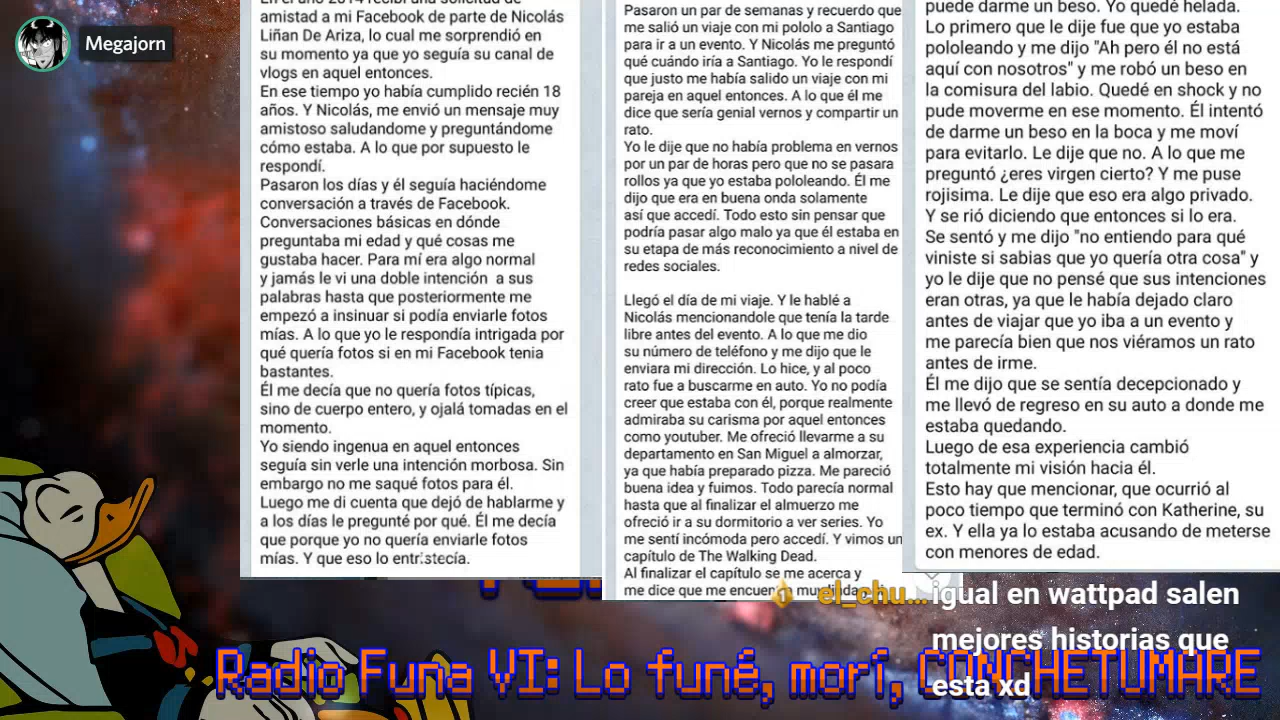 Megajorn
En el año 2014 recibí una solicitud de
amistad a mi Facebook de parte de Nicolás
Liñan De Ariza, lo cual me sorprendió en
su momento ya que yo seguía su canal de
vlogs en aquel entonces.
En ese tiempo yo había cumplido recién 18
años. Y Nicolás, me envió un mensaje muy
amistoso saludandome y preguntándome
cómo estaba. A lo que por supuesto le
respondí.
Pasaron los días y él seguía haciéndome
conversación a través de Facebook.
Conversaciones básicas en dónde
preguntaba mi edad y qué cosas me
gustaba hacer. Para mí era algo normal
y jamás le vi una doble intención a sus
palabras hasta que posteriormente me
empezó a insinuar si podía enviarle fotos
mías. A lo que yo le respondía intrigada por
qué quería fotos si en mi Facebook tenia
bastantes.
Él me decía que no quería fotos típicas,
sino de cuerpo entero, y ojalá tomadas en el
momento.
Yo siendo ingenua en aquel entonces
seguía sin verle una intención morbosa. Sin
embargo no me saqué fotos para él.
Luego me di cuenta que dejó de hablarme y
a los días le pregunté por qué. Él me decía
que porque yo no quería enviarle fotos
mías. Y que eso lo entristecía.
Pasaron un par de semanas y recuerdo que
me salió un viaje con mi pololo a Santiago
para ir a un evento. Y Nicolás me preguntó
qué cuándo iría a Santiago. Yo le respondí
que justo me había salido un viaje con mi
pareja en aquel entonces. A lo que él me
dice que sería genial vernos y compartir un
rato.
Yo le dije que no había problema en vernos
por un par de horas pero que no se pasara
rollos ya que yo estaba pololeando. Él me
dijo que era en buena onda solamente
así que accedí. Todo esto sin pensar que
podría pasar algo malo ya que él estaba en
su etapa de más reconocimiento a nivel de
redes sociales.
Llegó el día de mi viaje. Y le hablé a
Nicolás mencionandole que tenía la tarde
libre antes del evento. A lo que me dio
su número de teléfono y me dijo que le
enviara mi dirección. Lo hice, y al poco
rato fue a buscarme en auto. Yo no podía
creer que estaba con él, porque realmente
admiraba su carisma por aquel entonces
como youtuber. Me ofreció llevarme a su
departamento en San Miguel a almorzar,
ya que había preparado pizza. Me pareció
buena idea y fuimos. Todo parecía normal
hasta que al finalizar el almuerzo me
ofreció ir a su dormitorio a ver series. Yo
me sentí incómoda pero accedí. Y vimos un
capítulo de The Walking Dead.
Al finalizar el capítulo se me acerca y
me dice que me encuen
puede darme un beso. Yo quedé helada.
Lo primero que le dije fue que yo estaba
pololeando y me dijo "Ah pero él no está
aquí con nosotros" y me robó un beso en
la comisura del labio. Quedé en shock y no
pude moverme en ese momento. Él intentó
de darme un beso en la boca y me moví
para evitarlo. Le dije que no. A lo que me
preguntó ¿eres virgen cierto? Y me puse
rojisima. Le dije que eso era algo privado.
Y se rió diciendo que entonces si lo era.
Se sentó y me dijo "no entiendo para qué
viniste si sabias que yo quería otra cosa" y
yo le dije que no pensé que sus intenciones
eran otras, ya que le había dejado claro
antes de viajar que yo iba a un evento y
me parecía bien que nos viéramos un rato
antes de irme.
Él me dijo que se sentía decepcionado y
me llevó de regreso en su auto a donde me
estaba quedando.
Luego de esa experiencia cambió
totalmente mi visión hacia él.
Esto hay que mencionar, que ocurrió al
poco tiempo que terminó con Katherine, su
ex. Y ella ya lo estaba acusando de meterse
con menores de edad.
el_chu... igual en wattpad salen
mejores historias que
esta xd
Radio Funa VI: Lo funé, morí, CONCHETUMARE